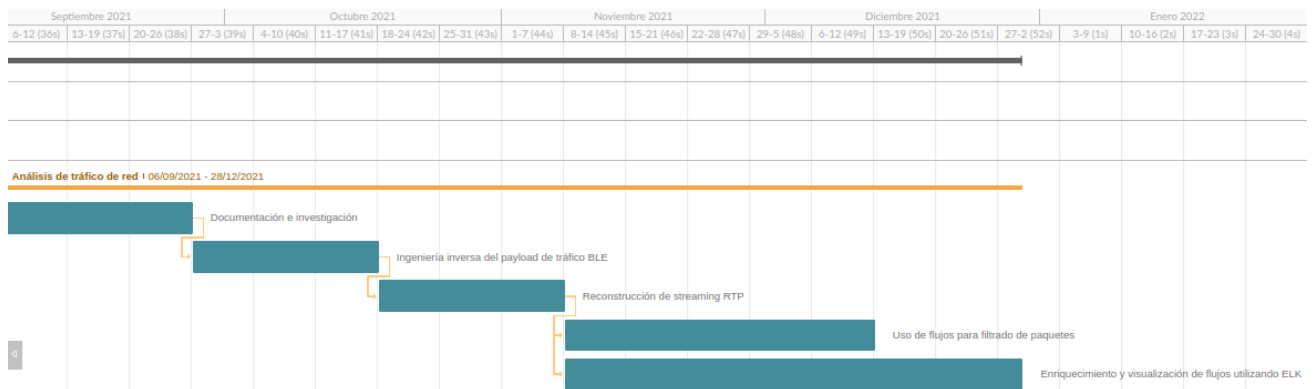 Septiembre 2021 Octubre 2021 Noviembre 2021 Diciembre 2021 Enero 2022
6-12 (36s) 13-19 (37s) 20-26 (38s) 27-3 (39s) 4-10 (40s) 11-17 (41s) 18-24 (42s) 25-31 (43s) 1-7 (44s) 8-14 (45s) 15-21 (46s) 22-28 (47s) 29-5 (48s) 6-12 (49s) 13-19 (50s) 20-26 (51s) 27-2 (52s) 3-9 (1s) 10-16 (2s) 17-23 (3s) 24-30 (4s)
Análisis de tráfico de red | 06/09/2021 - 28/12/2021
Documentación e investigación
Ingeniería inversa del payload de tráfico BLE
Reconstrucción de streaming RTP
Uso de flujos para filtrado de paquetes
Enriquecimiento y visualización de flujos utilizando ELK